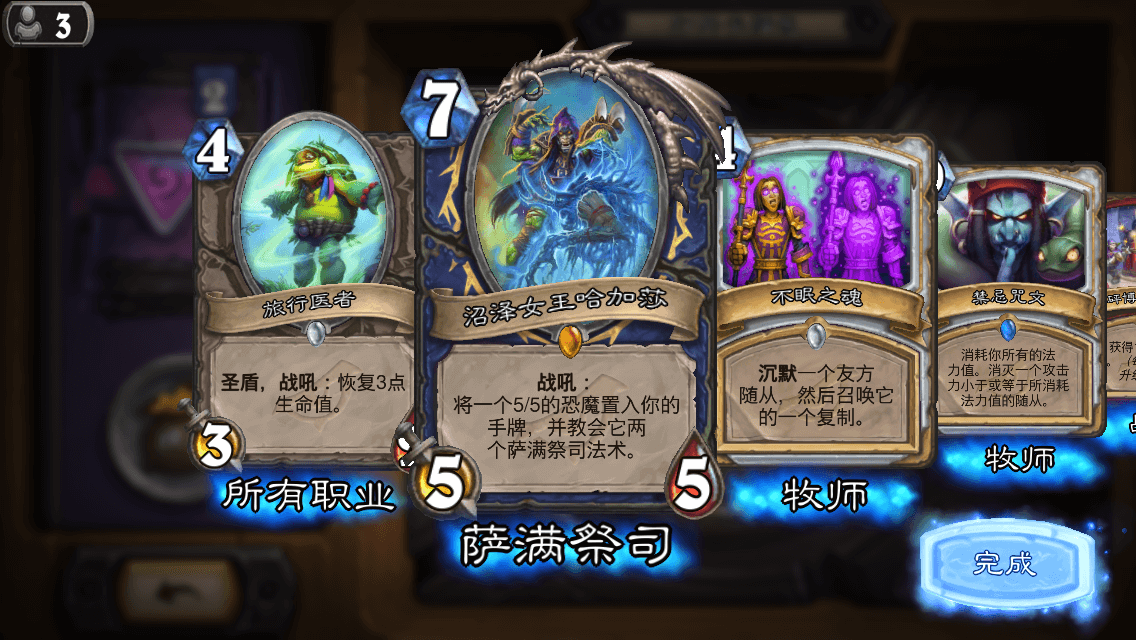 3
2
4
旅行医者
圣盾，战吼：恢复3点
生命值。
3
所有职业
7
沼泽女王哈加莎
战吼：
将一个5/5的恐魔置入你的
手牌，并教会它两
个萨满祭司法术。
5
5
萨满祭司
不眠之魂
沉默一个友方
随从，然后召唤它
的一个复制。
牧师
禁忌咒文
消耗你所有的法
力值。消灭一个攻击
力小于或等于所消耗
法力值的随从。
牧师
获得
完成